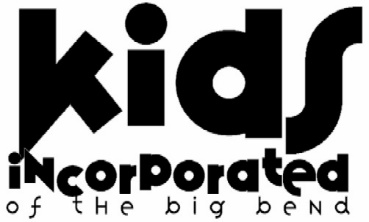 kids
incorporated
of the big bend